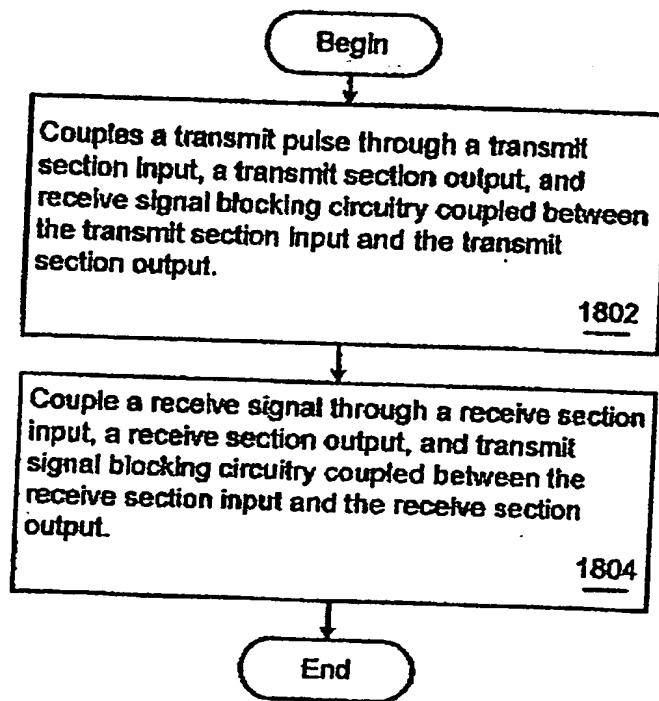 Begin
Couples a transmit pulse through a transmit
section input, a transmit section output, and
receive signal blocking circuitry coupled between
the transmit section input and the transmit
section output.
1802
Couple a receive signal through a receive section
input, a receive section output, and transmit
signal blocking circuitry coupled between the
receive section input and the receive section
output.
1804
End